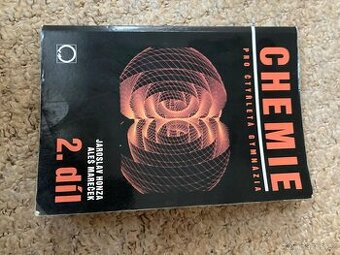 CHEMIE
PRO ČTYŘLETÁ GYMNÁZIA
JAROSLAV HONZA
ALEŠ MAREČEK
2. díl